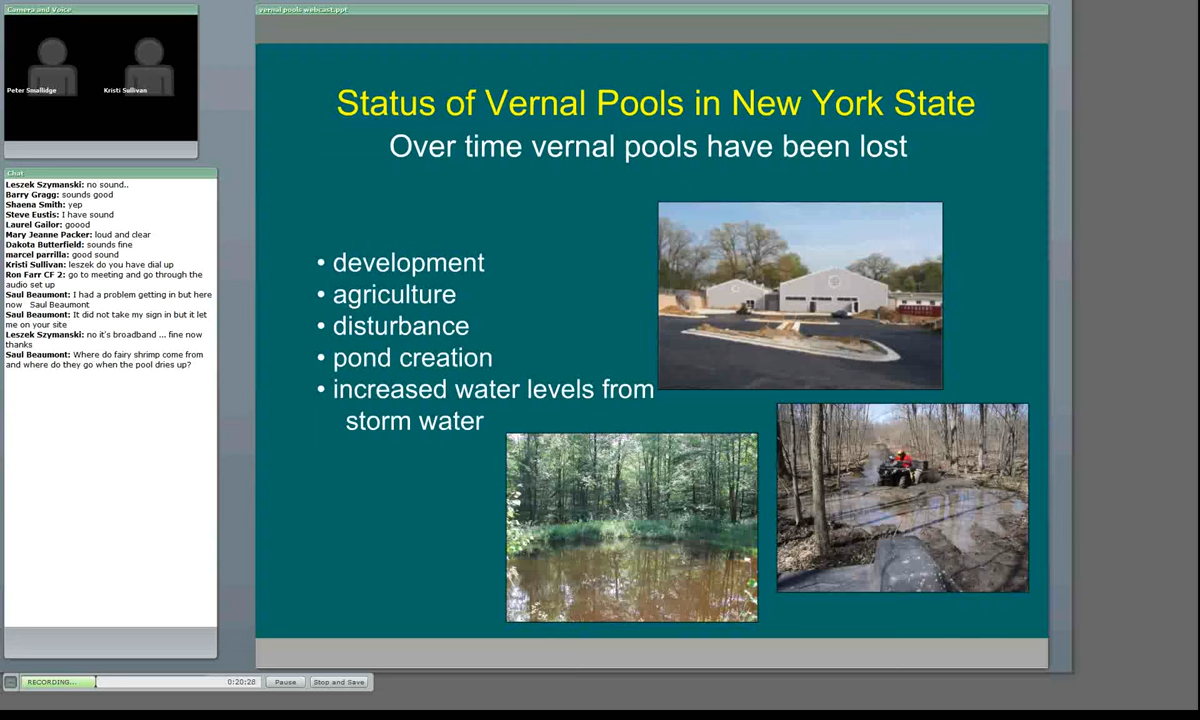 Camera and Voice
Peter Smallidge
Kristi Sullivan
Chat
Leszek Szymanski: no sound..
Barry Gragg: sounds good
Shaena Smith: yep
Steve Eustis: I have sound
Laurel Gailor: goood
Mary Jeanne Packer: loud and clear
Dakota Butterfield: sounds fine
marcel parrilla: good sound
Kristi Sullivan: leszek do you have dial up
Ron Farr CF 2: go to meeting and go through the
audio set up
Saul Beaumont: I had a problem getting in but here
now   Saul Beaumont
Saul Beaumont: It did not take my sign in but it let
me on your site
Leszek Szymanski: no it's broadband ... fine now
thanks
Saul Beaumont: Where do fairy shrimp come from
and where do they go when the pool dries up?
vernal pools webcast.ppt
Status of Vernal Pools in New York State
Over time vernal pools have been lost
• development
• agriculture
• disturbance
• pond creation
• increased water levels from
storm water
RECORDING...
0:20:28
Pause
Stop and Save